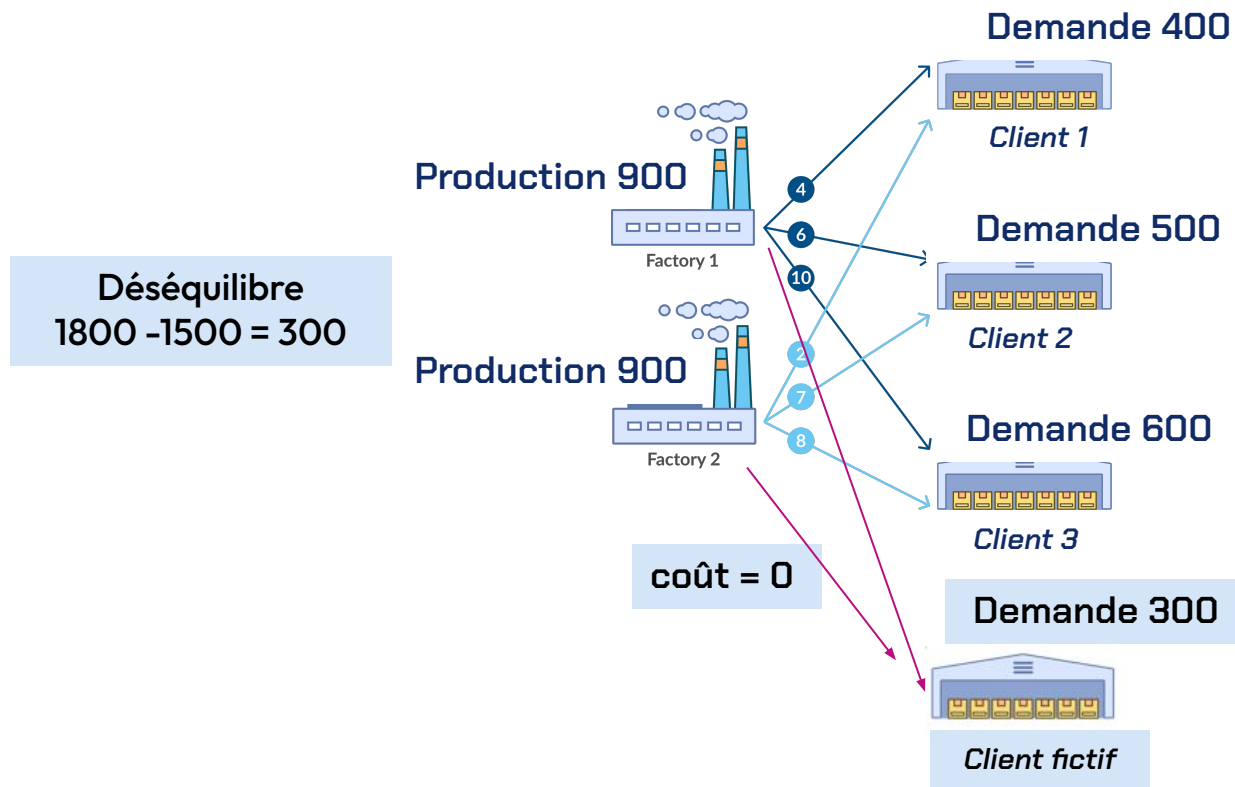 Demande 400
Client 1
Production 900
4
6
10
Factory 1
Demande 500
Client 2
Déséquilibre
1800 -1500 = 300
Production 900
2
7
8
Factory 2
Demande 600
Client 3
coût = 0
Demande 300
Client fictif